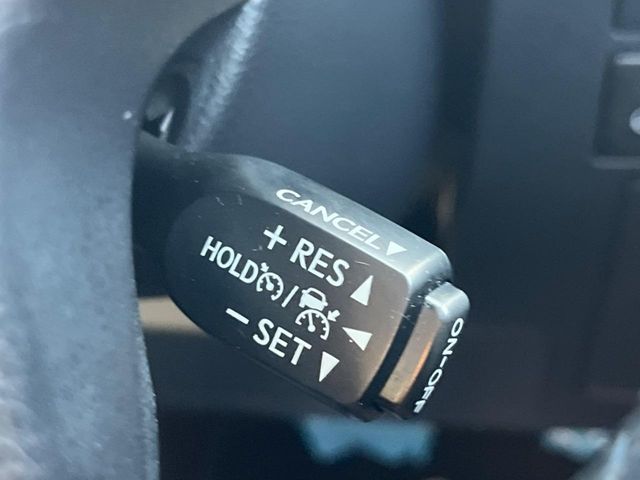 CANCEL
+ RES
HOLD /
- SET
ON-OFF